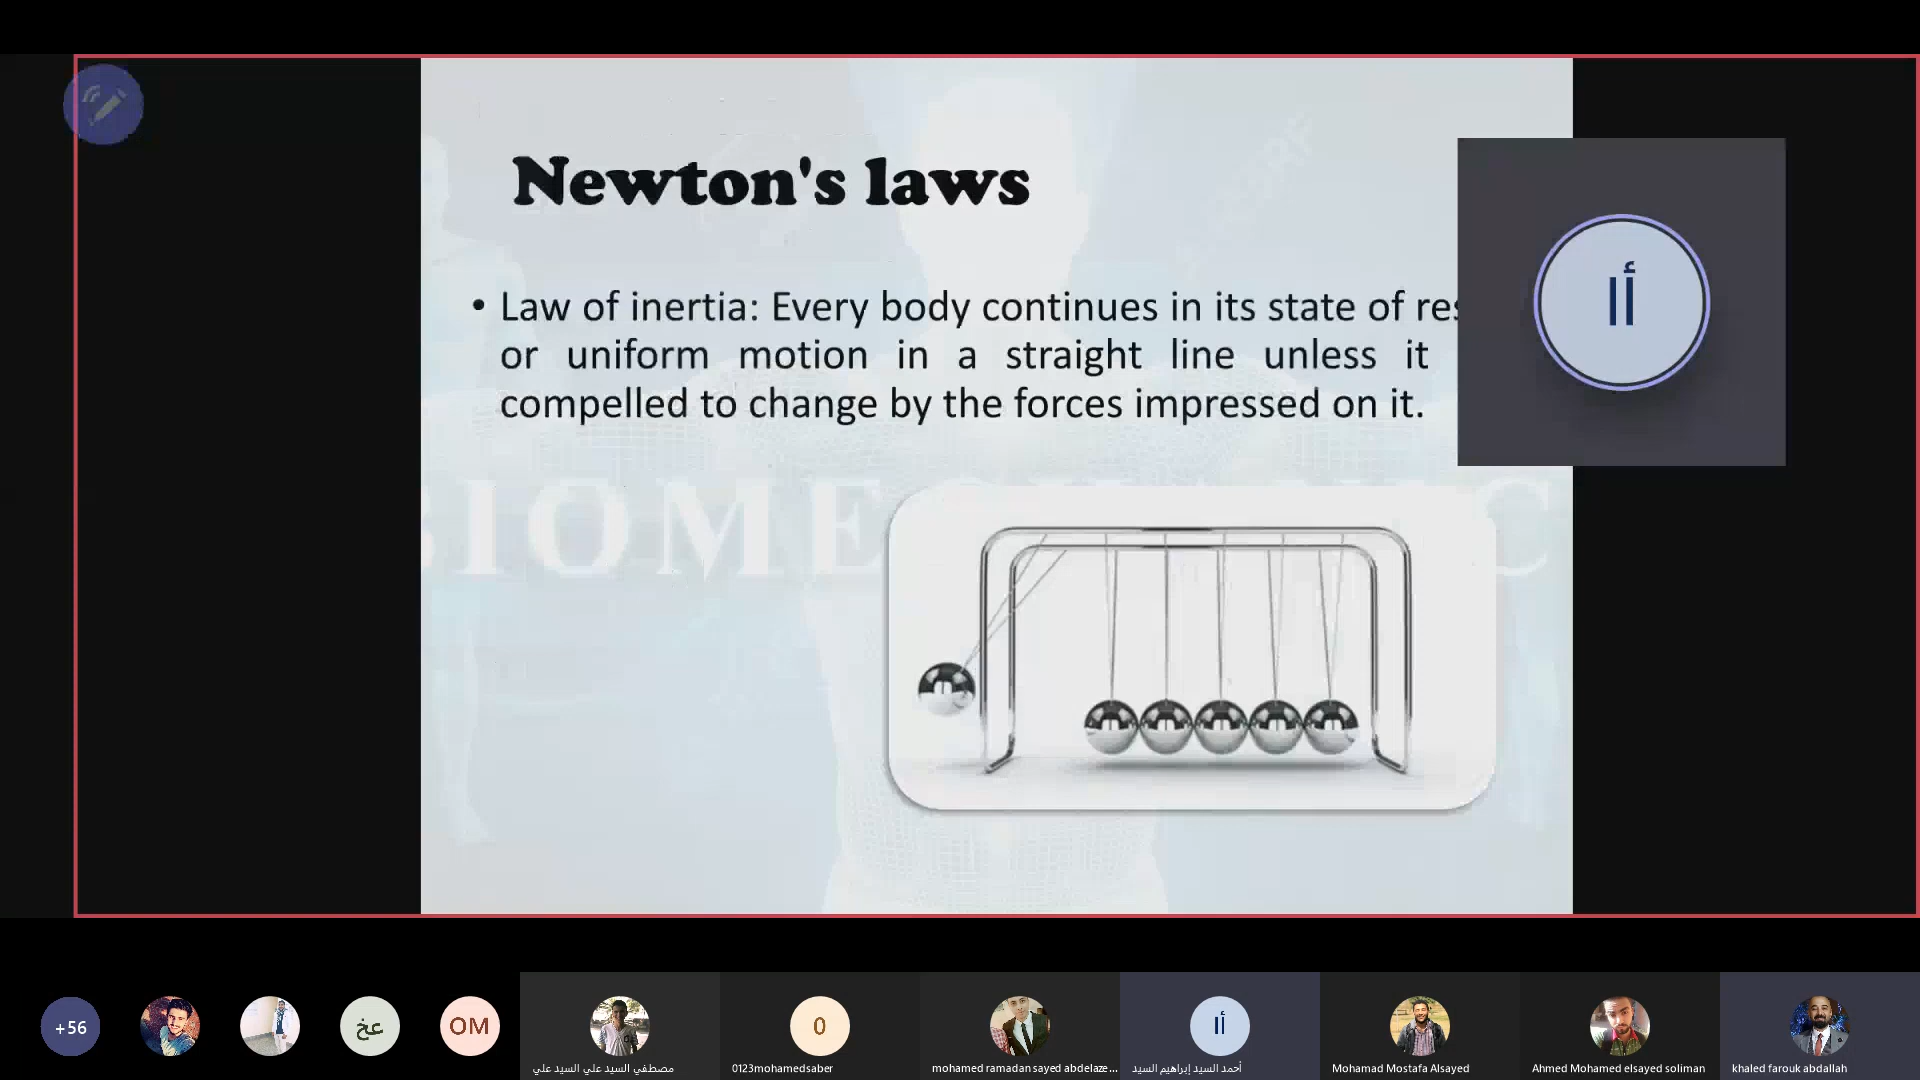 Newton's laws
• Law of inertia: Every body continues in its state of res
or uniform motion in a straight line unless it
compelled to change by the forces impressed on it.
BIOME
C
أا
+56
عخ
OM
0
أا
مصطفي السيد علي السيد علي
0123mohamedsaber
mohamed ramadan sayed abdelaze...
أحمد السيد إبراهيم السيد
Mohamad Mostafa Alsayed
Ahmed Mohamed elsayed soliman
khaled farouk abdallah